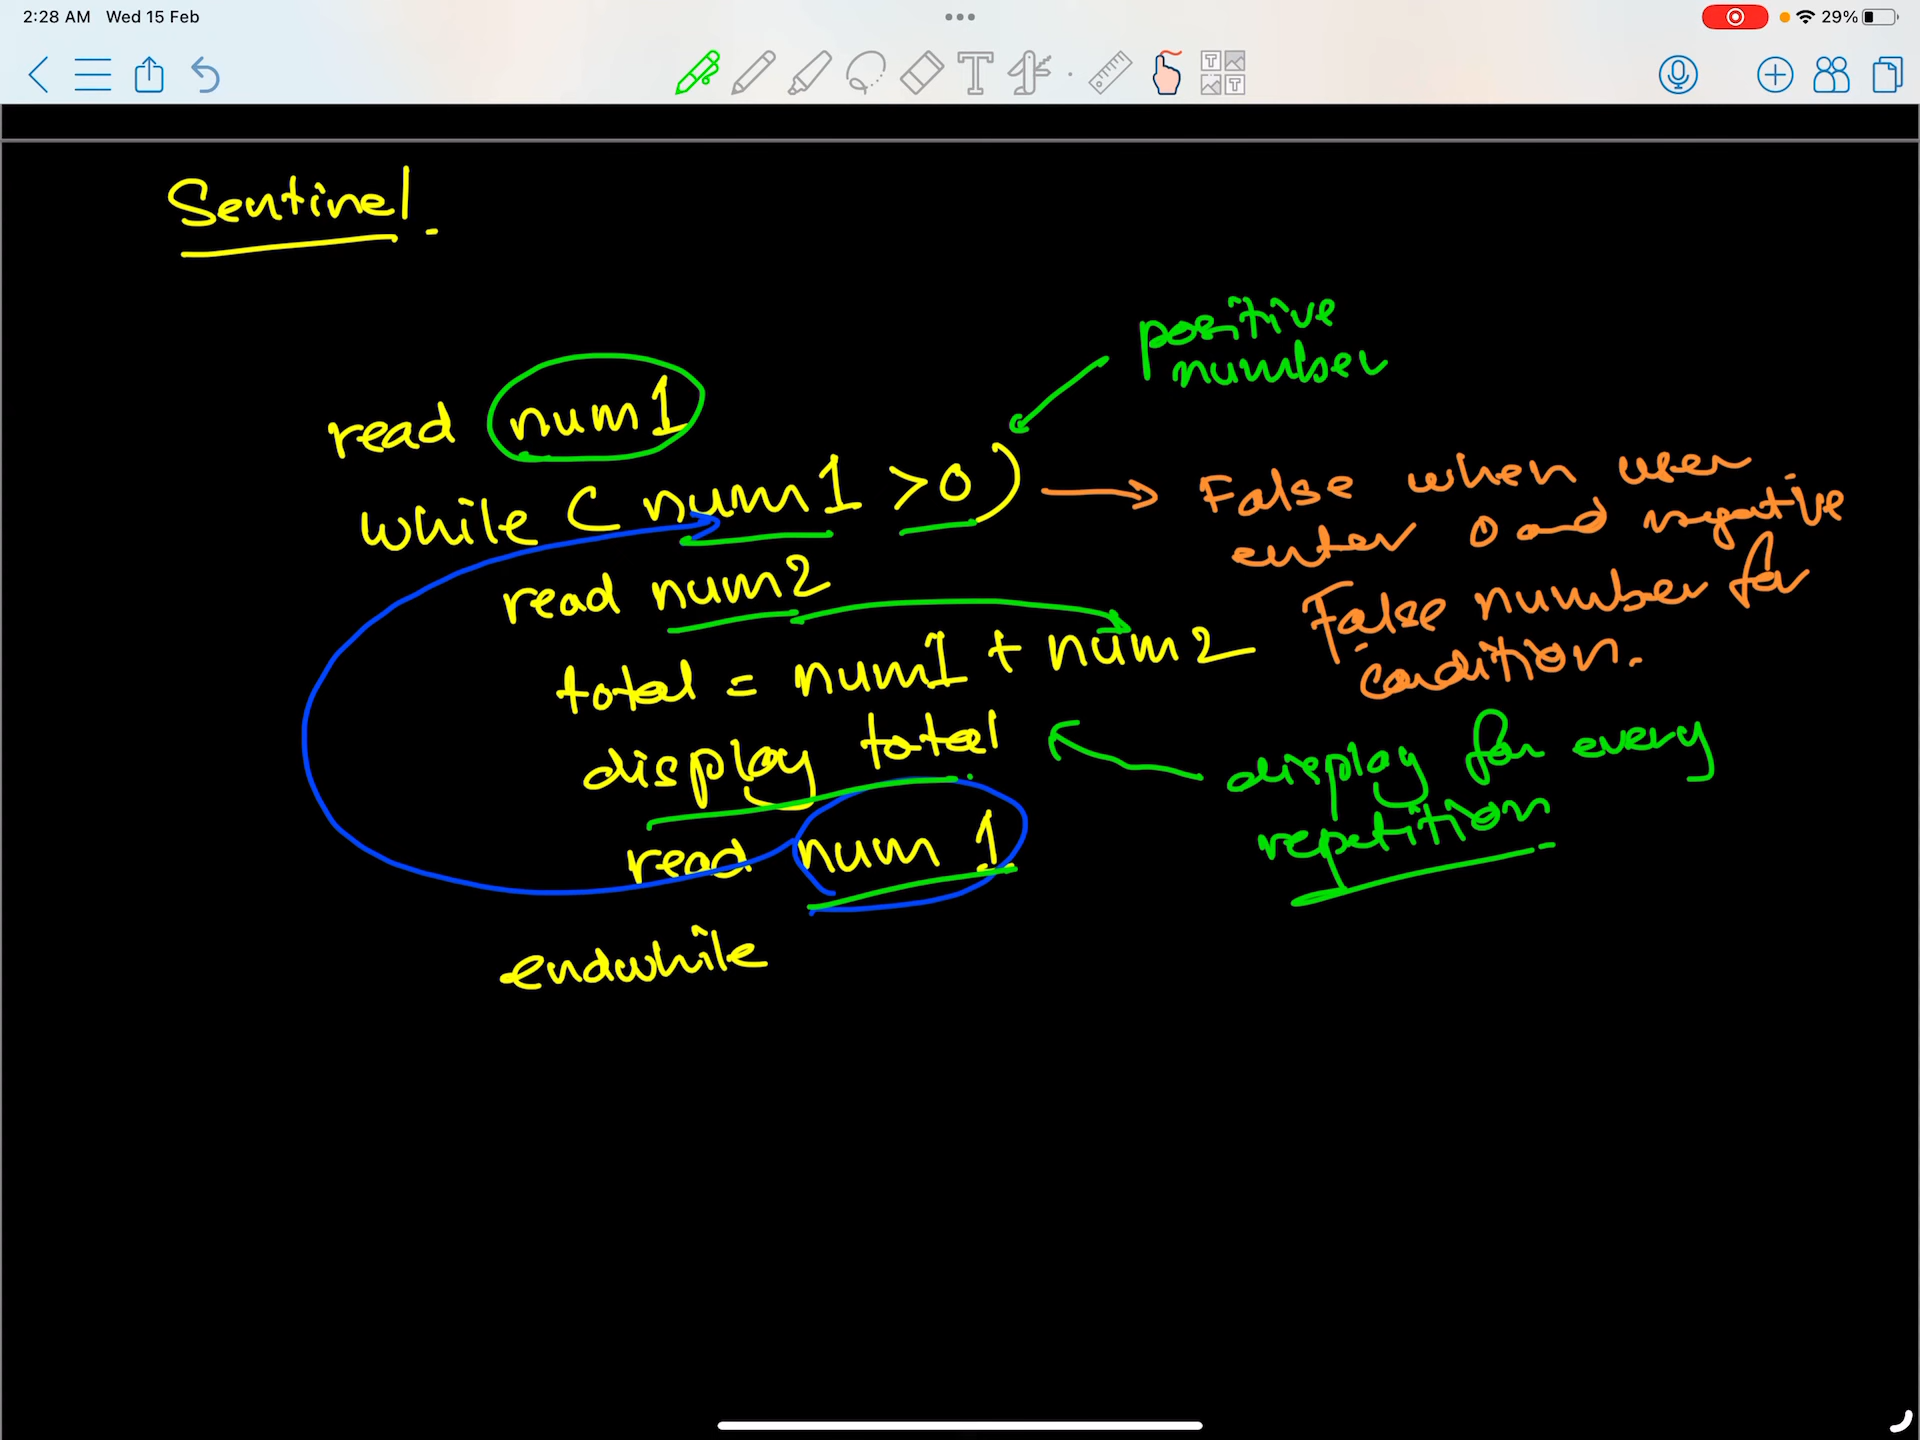 2:28 AM Wed 15 Feb
29%
Sentinel.
positive
number
read num1
while ( num1 >0)
False when user
enter 0 and negative
False number for
condition.
read num2
total = num1 + num2
display total
display for every
repetition
read num 1
endwhile